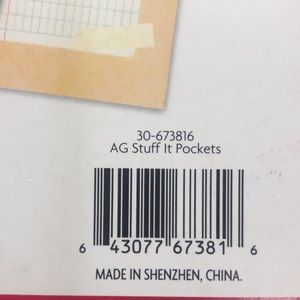 30-673816
AG Stuff It Pockets
6 43077 67381 6
MADE IN SHENZHEN, CHINA.